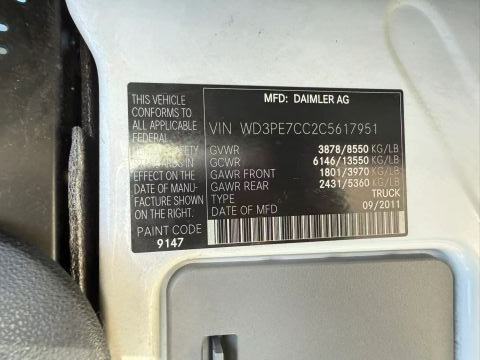 MFD. BY DAIMLER AG
THIS VEHICLE
CONFORMS TO
ALL APPLICABLE
FEDERAL
IN
EFFECT ON THE
DATE OF MANU-
FACTURE SHOWN
ON THE RIGHT.
PAINT CODE
9147
VIN WD3PE7CC2C5617951
GVWR 3878/8550 KG/LB
GCWR 6146/13550 KG/LB
GAWR FRONT 1801/3970 KG/LB
GAWR REAR 2431/5360 KG/LB
TYPE TRUCK
DATE OF MFD 09/2011